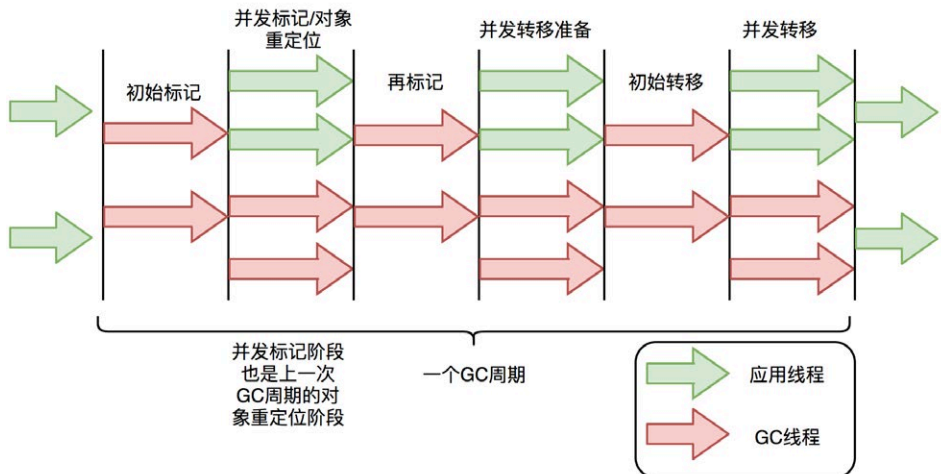 并发标记/对象
重定位
并发转移准备
并发转移
初始标记
再标记
初始转移
并发标记阶段
也是上一次
GC周期的对
象重定位阶段
一个GC周期
应用线程
GC线程